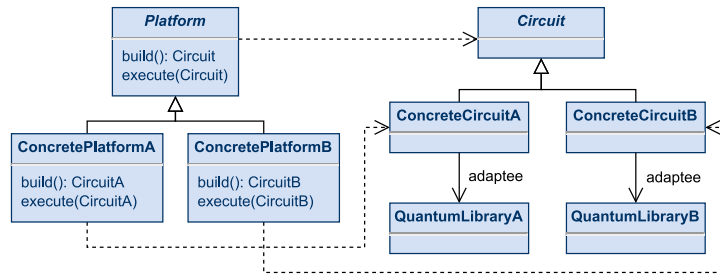 Platform
build(): Circuit
execute(Circuit)
Circuit
ConcretePlatformA
build(): CircuitA
execute(CircuitA)
ConcretePlatformB
build(): CircuitB
execute(CircuitB)
ConcreteCircuitA
ConcreteCircuitB
adaptee
adaptee
QuantumLibraryA
QuantumLibraryB